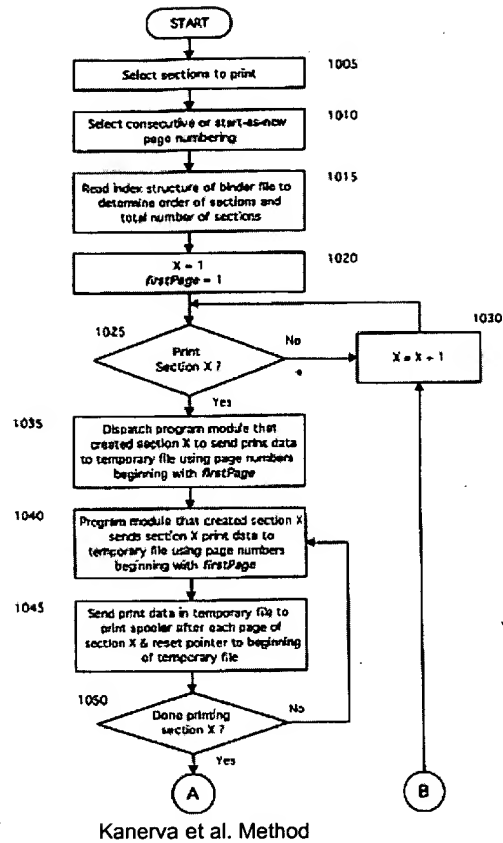 START
Select sections to print
1005
Select consecutive or start-as-new
page numbering
1010
Read index structure of binder file to
determine order of sections and
total number of sections
1015
X = 1
firstPage = 1
1020
1025
Print
Section X ?
No
Yes
1030
X = X + 1
1035
Dispatch program module that
created section X to send print data
to temporary file using page numbers
beginning with firstPage
1040
Program module that created section X
sends section X print data to
temporary file using page numbers
beginning with firstPage
1045
Send print data in temporary file to
print spooler after each page of
section X & reset pointer to beginning
of temporary file
1050
Done printing
section X ?
No
Yes
A
B
Kanerva et al. Method